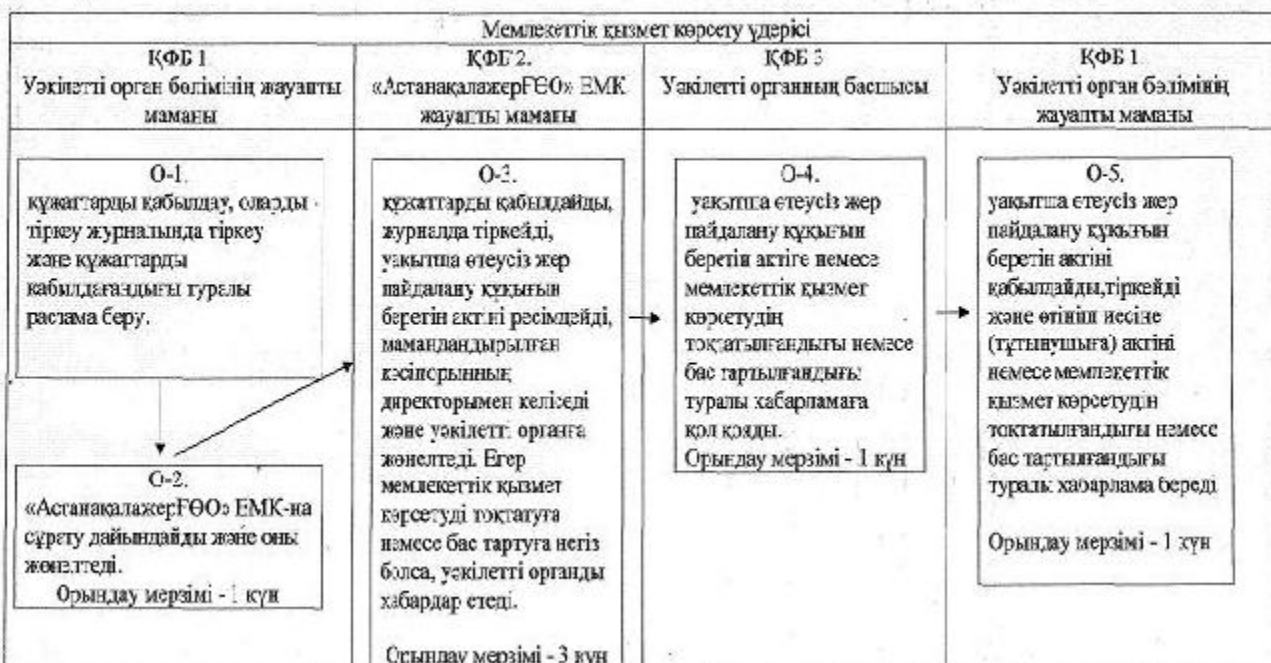 Мемлекеттік қызмет көрсету үдерісі
ҚФБ 1
Уәкілетті орган бөлімінің жауапты
маманы
ҚФБ 2.
«АстанақалажерҒӨО» ЕМК
жауапты маманы
ҚФБ 3
Уәкілетті органның басшысы
ҚФБ 1
Уәкілетті орган бөлімінің
жауапты маманы
О-1.
құжаттарды қабылдау, оларды
тіркеу журналында тіркеу
және құжаттарды
қабылдағандығы туралы
расхама беру.
О-2.
«АстанақалажерҒӨО» ЕМК-на
сұрату дайындайды және оны
жөнелтеді.
Орындау мерзімі - 1 күн
О-3.
құжаттарды қабылдайды,
журналда тіркейді,
уақытша өтеусіз жер
пайдалану құқығын
беретін актіні ресімдейді,
мамандандырылған
кәсіпорынның
директорымен келіседі
және уәкілетті органға
жөнелтеді. Егер
мемлекеттік қызмет
көрсетуді тоқтатуға
немесе бас тартуға негіз
болса, уәкілетті органды
хабардар етеді.
Орындау мерзімі - 3 күн
О-4.
уақытша өтеусіз жер
пайдалану құқығын
беретін актіге немесе
мемлекеттік қызмет
көрсетудің
тоқтатылғандығы немесе
бас тартылғандығы
туралы хабарламаға
қол қояды.
Орындау мерзімі - 1 күн
О-5.
уақытша өтеусіз жер
пайдалану құқығын
беретін актіні
қабылдайды,тіркейді
және өтініш иесіне
(тұтынушыға) актіні
немесе мемлекеттік
қызмет көрсетудің
тоқтатылғандығы немесе
бас тартылғандығы
туралы хабарлама береді
Орындау мерзімі - 1 күн